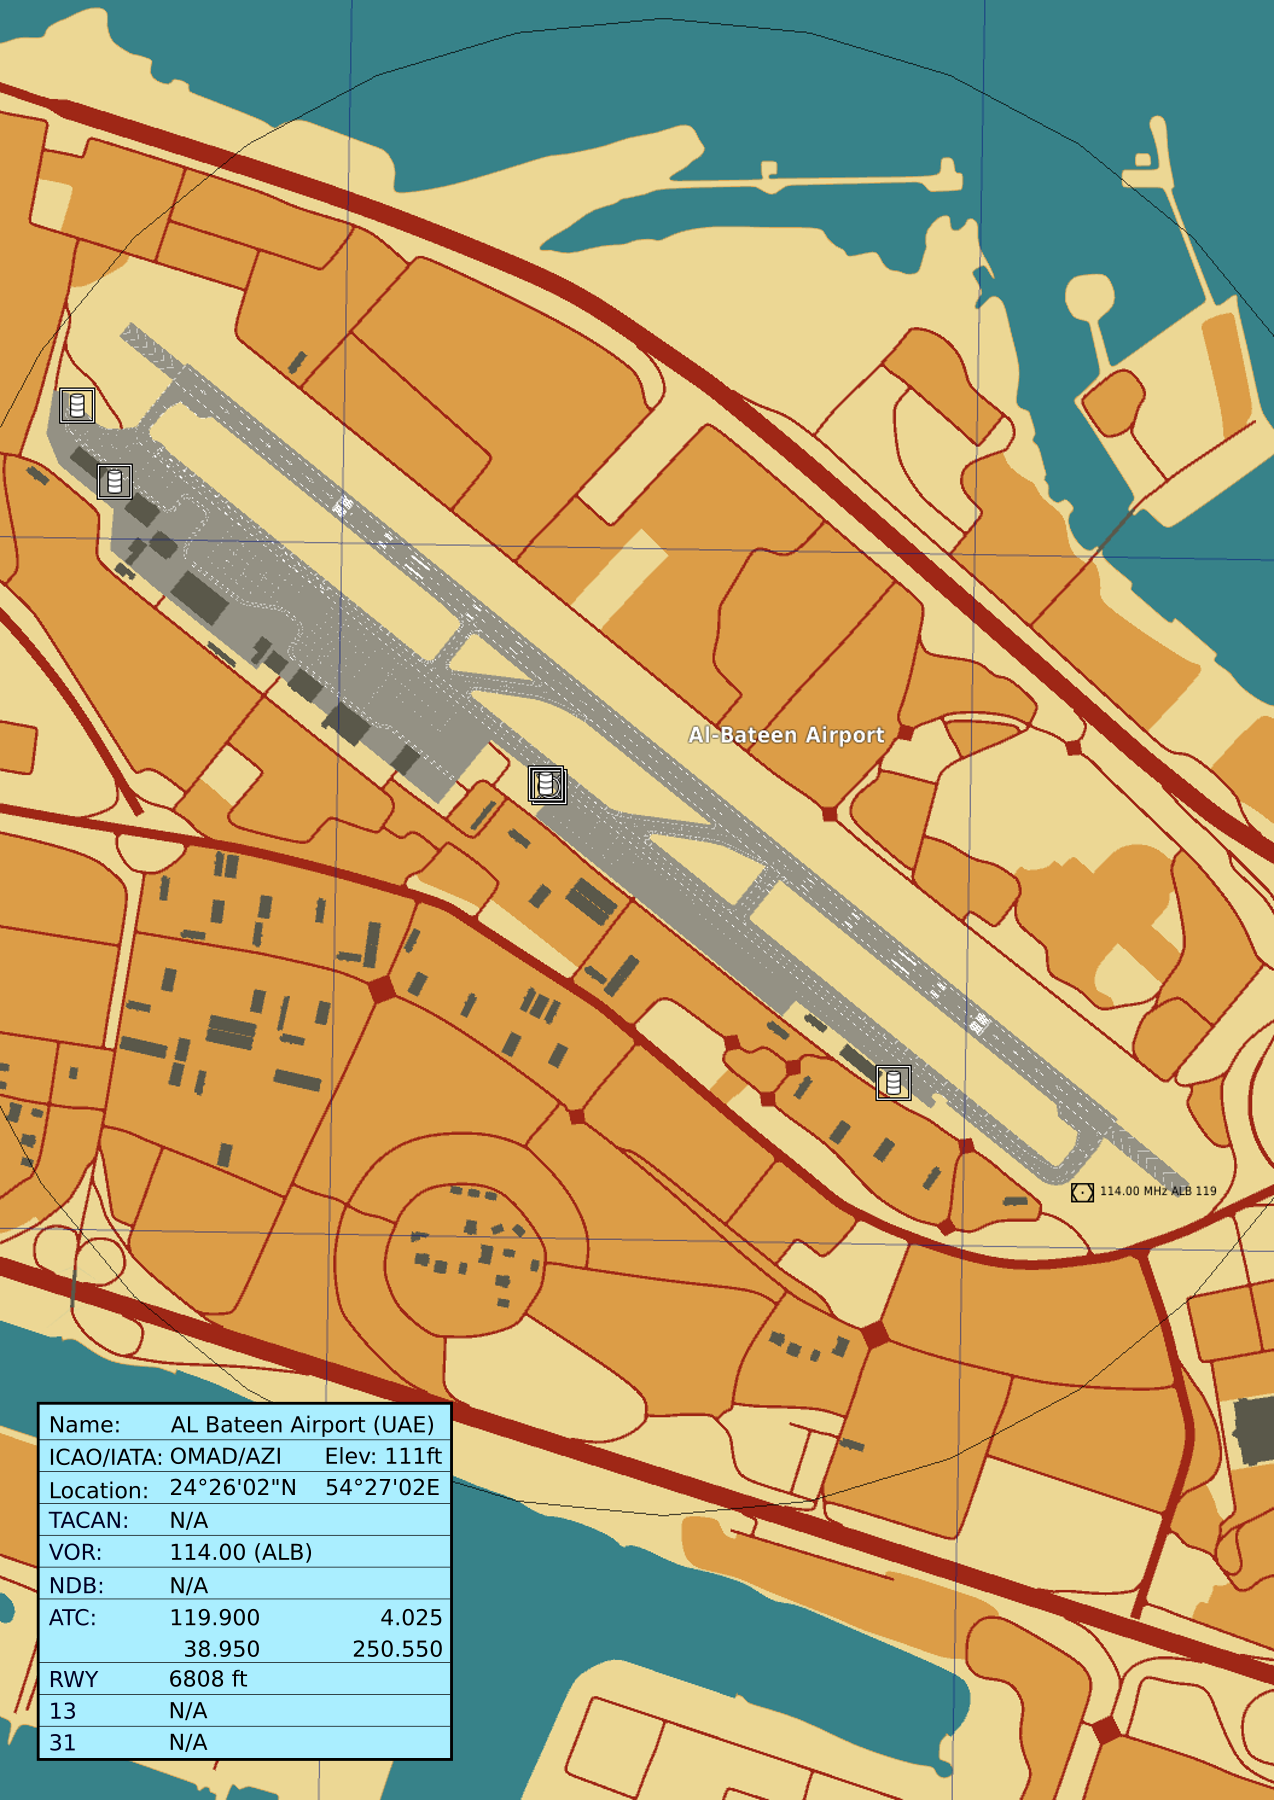 Al-Bateen Airport
114.00 MHz ALB 119
Name: AL Bateen Airport (UAE)
ICAO/IATA: OMAD/AZI Elev: 111ft
Location: 24°26'02"N 54°27'02E
TACAN: N/A
VOR: 114.00 (ALB)
NDB: N/A
ATC: 119.900 4.025
38.950 250.550
RWY 6808 ft
13 N/A
31 N/A